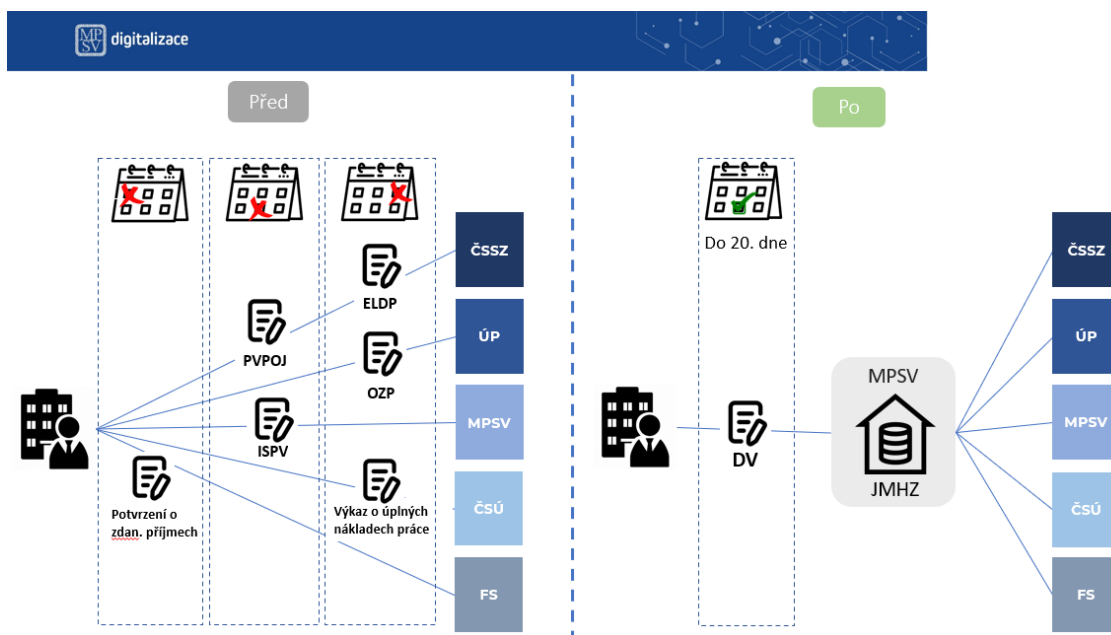 MP
SV
digitalizace
Před
ČSSZ
ELDP
PVPOJ
ÚP
OZP
ISPV
MPSV
Potvrzení o
zdan. příjmech
Výkaz o úplných
nákladech práce
ČSÚ
FS
Po
Do 20. dne
DV
MPSV
JMHZ
ČSSZ
ÚP
MPSV
ČSÚ
FS